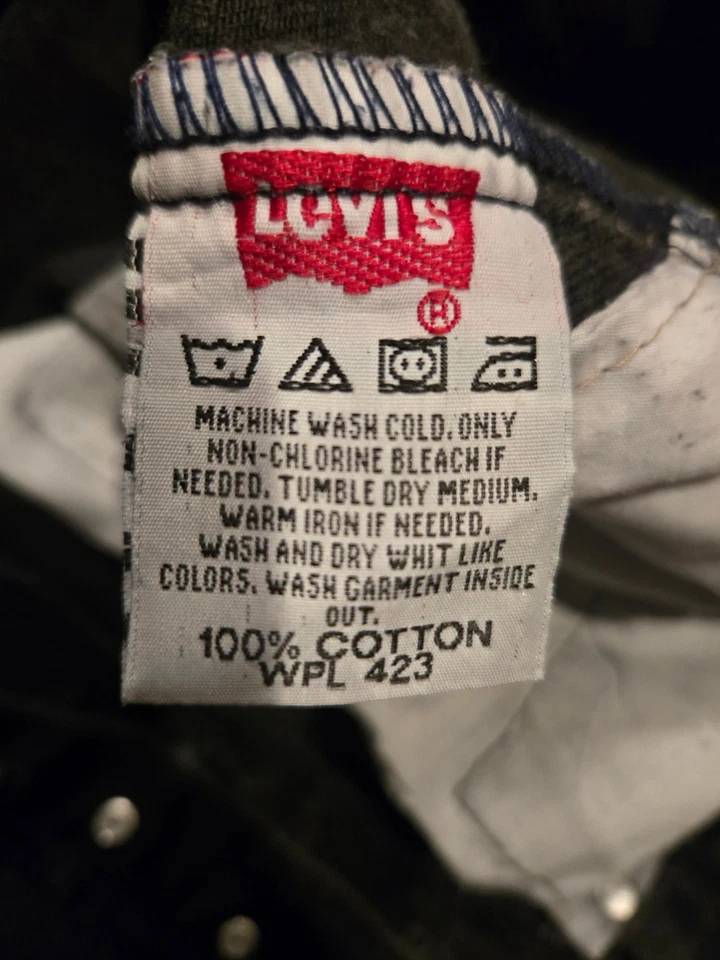 Levi's
®
MACHINE WASH COLD. ONLY
NON-CHLORINE BLEACH IF
NEEDED. TUMBLE DRY MEDIUM.
WARM IRON IF NEEDED.
WASH AND DRY WHIT LIKE
COLORS. WASH GARMENT INSIDE
OUT.
100% COTTON
WPL 423